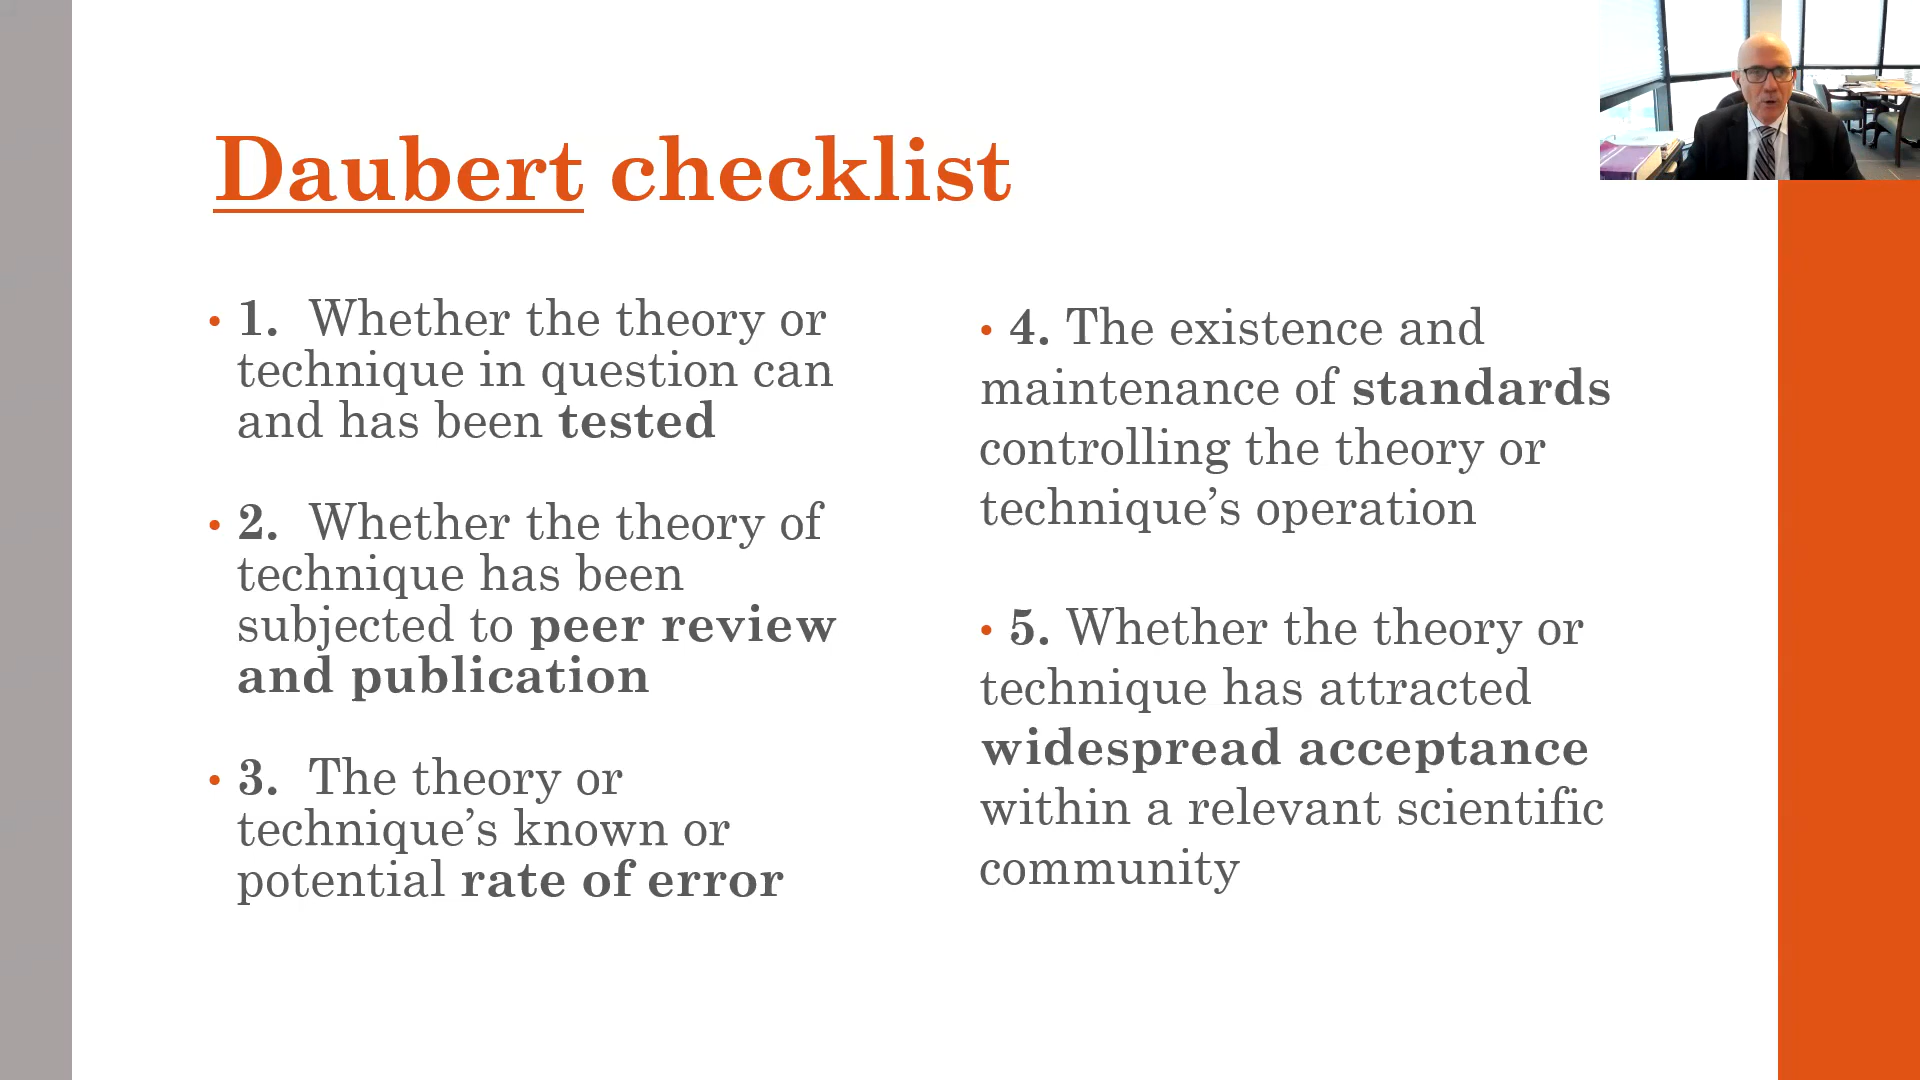 Daubert checklist
• 1. Whether the theory or
technique in question can
and has been tested
• 2. Whether the theory of
technique has been
subjected to peer review
and publication
• 3. The theory or
technique’s known or
potential rate of error
• 4. The existence and
maintenance of standards
controlling the theory or
technique’s operation
• 5. Whether the theory or
technique has attracted
widespread acceptance
within a relevant scientific
community